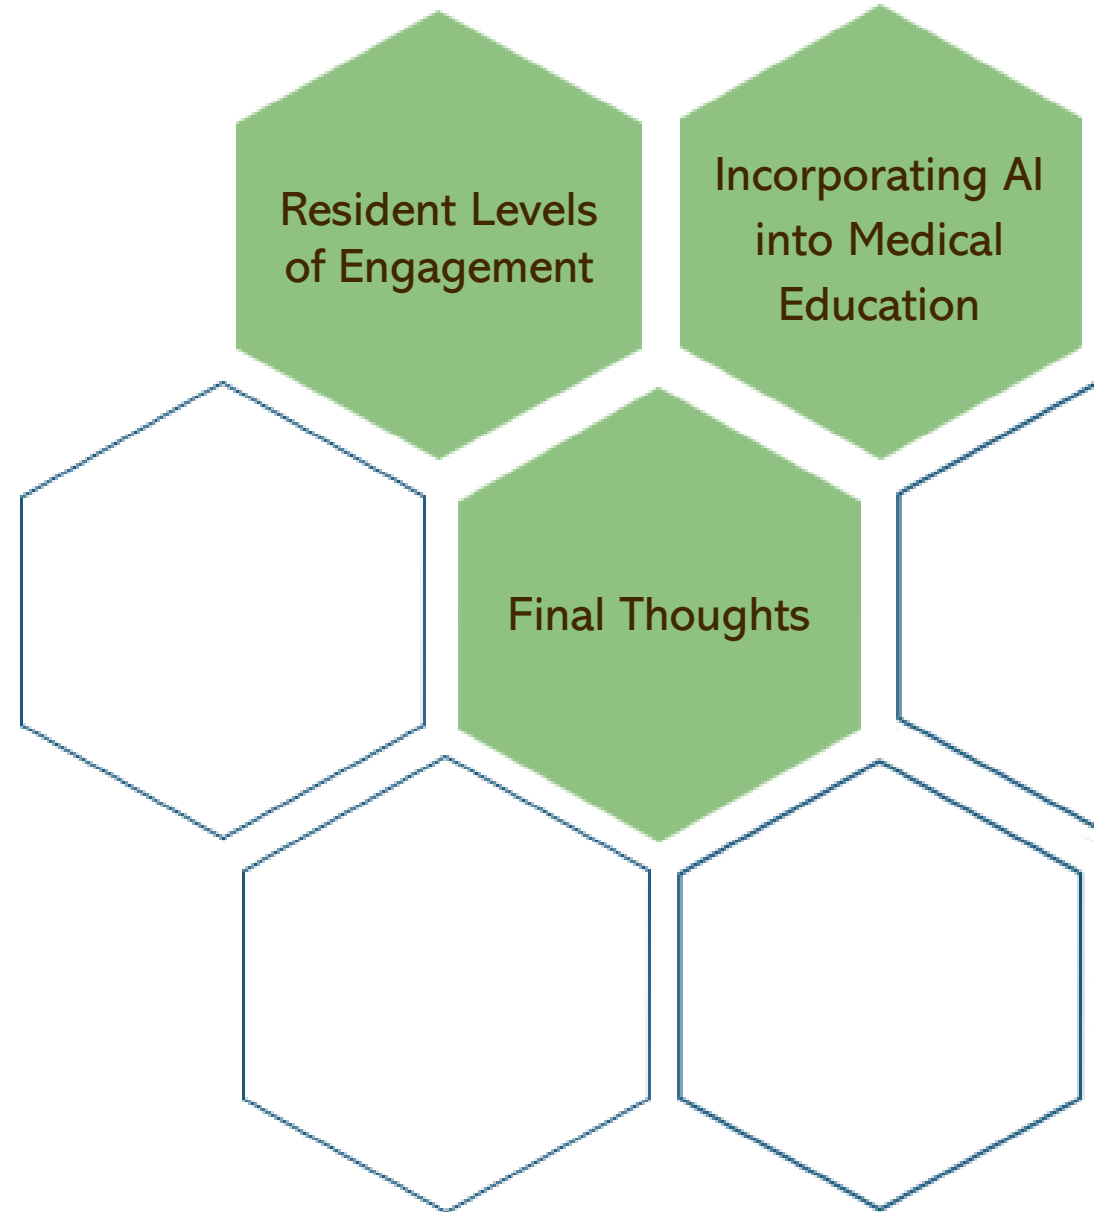 Resident Levels
of Engagement
Incorporating AI
into Medical
Education
Final Thoughts